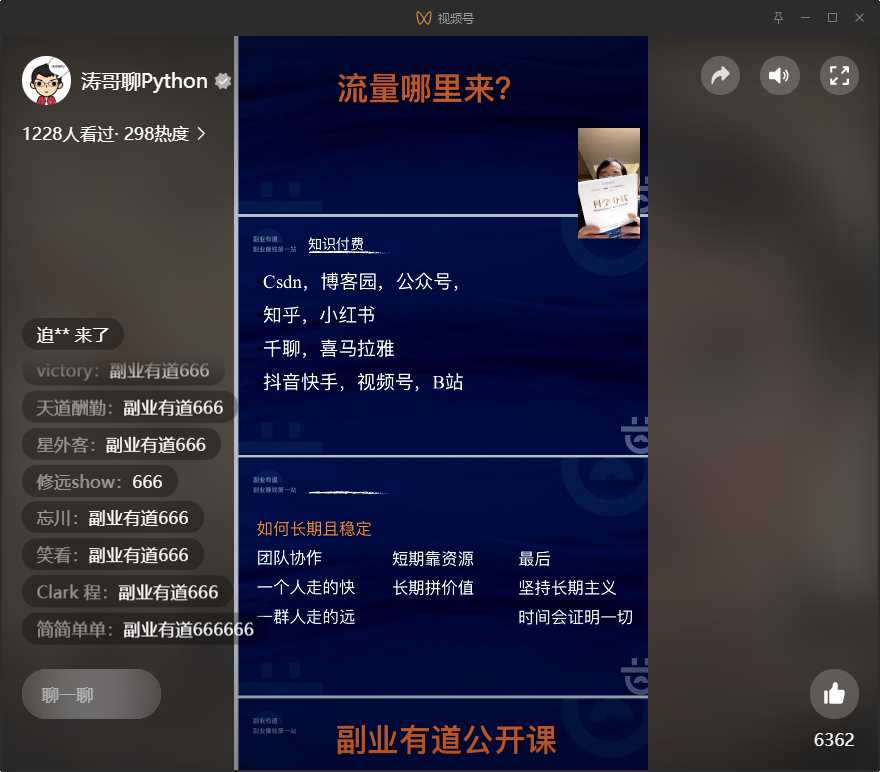 视频号
涛哥聊Python
1228人看过· 298热度
追** 来了
victory：副业有道666
天道酬勤：副业有道666
星外客：副业有道666
修远show：666
忘川：副业有道666
笑看：副业有道666
Clark 程：副业有道666
简简单单：副业有道666666
聊一聊
流量哪里来?
科学分钱
副业有道
副业赚钱第一站
知识付费
Csdn，博客园，公众号，
知乎，小红书
千聊，喜马拉雅
抖音快手，视频号，B站
副业有道
副业赚钱第一站
如何长期且稳定
团队协作 短期靠资源 最后
一个人走的快 长期拼价值 坚持长期主义
一群人走的远 时间会证明一切
副业有道
副业赚钱第一站
副业有道公开课
6362